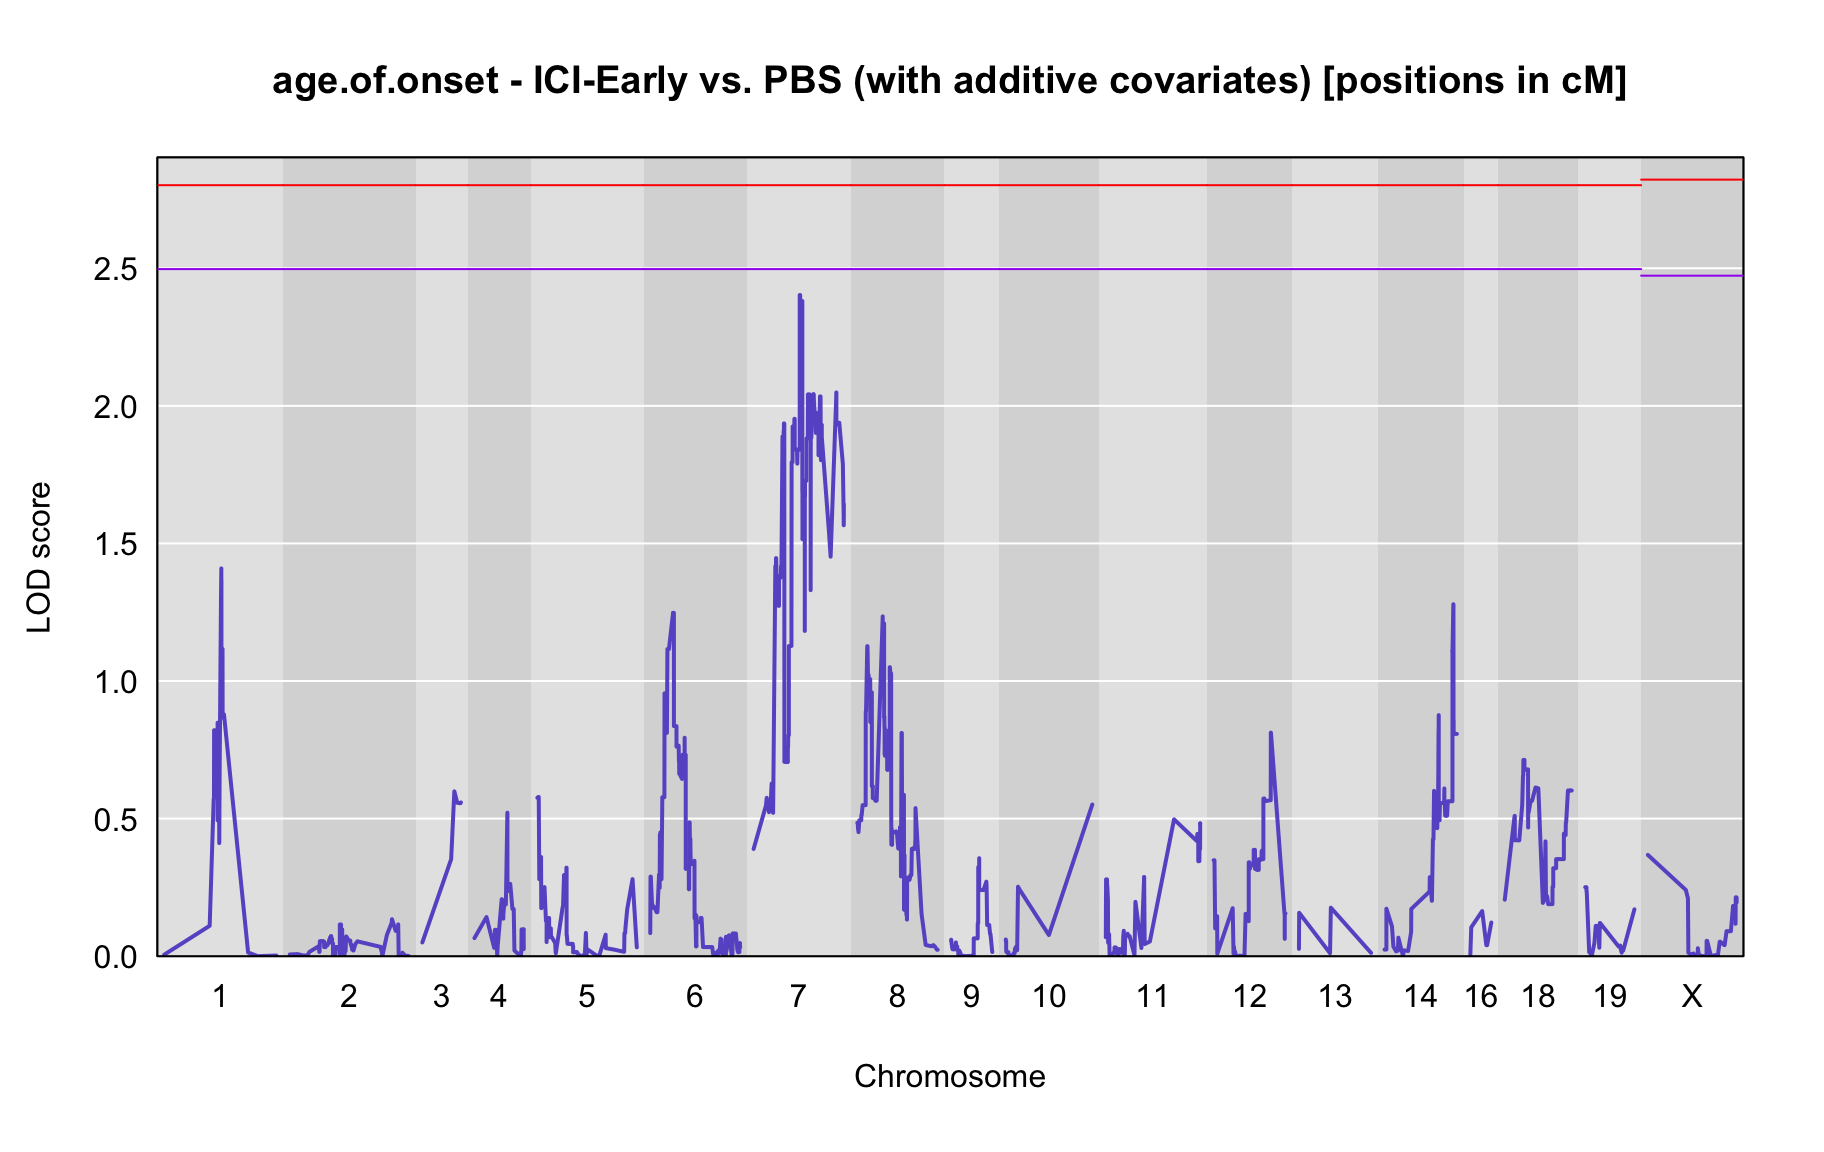 age.of.onset - ICI-Early vs. PBS (with additive covariates) [positions in cM]
LOD score
2.5
2.0
1.5
1.0
0.5
0.0
1 2 3 4 5 6 7 8 9 10 11 12 13 14 16 18 19 X
Chromosome